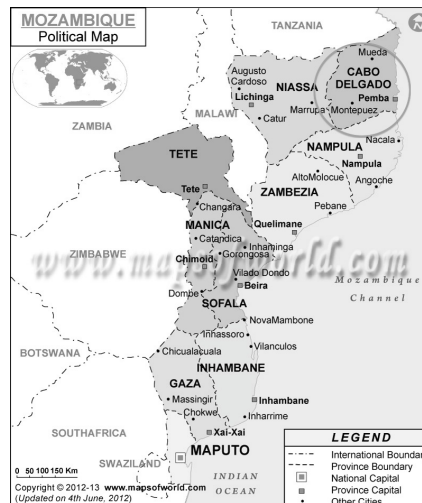 MOZAMBIQUE
Political Map
TANZANIA
Mueda
CABO
DELGADO
Augusto
Cardoso
NIASSA
Lichinga
Pemba
Marrupa
Montepuez
MALAWI
Catur
ZAMBIA
Nacala
NAMPULA
TETE
Nampula
AltoMolocue
Angoche
ZAMBEZIA
Tete
Pebane
Changara
MANICA
Quelimane
Catandica
Inhaminga
ZIMBABWE
Gorongosa
www.mapsofworld.com
Chimoio
Vilado Dondo
Mozambique
Channel
Beira
Dombe
SOFALA
NovaMambone
Inhassoro
BOTSWANA
Chicualacuala
Vilanculos
INHAMBANE
GAZA
Massingir
Inhambane
Chokwe
Inharrime
SOUTHAFRICA
Xai-Xai
MAPUTO
LEGEND
International Boundar
Province Boundary
National Capital
Province Capital
Other Cities
0 50 100 150 Km
SWAZILAND
INDIAN
OCEAN
Copyright © 2012-13 www.mapsofworld.com
(Updated on 4th June, 2012)